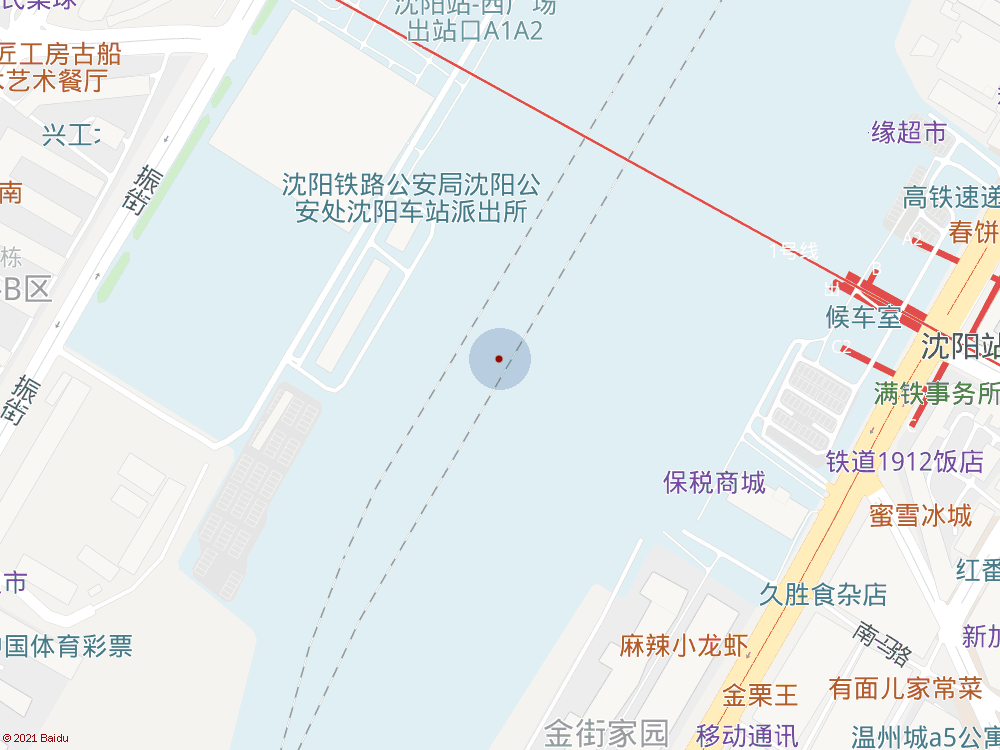 沈阳站-西广场
出站口A1A2
匠工房古船
艺术餐厅
兴工
缘超市
振街
沈阳铁路公安局沈阳公
安处沈阳车站派出所
南
高铁速递
A2
春饼
栋
B区
1号线
B
候车室
沈阳站
C2
振街
满铁事务所
C
铁道1912饭店
保税商城
蜜雪冰城
红番
市
久胜食杂店
中国体育彩票
麻辣小龙虾
南马路
新加
金栗王
有面儿家常菜
金街家园
移动通讯
温州城a5公寓
© 2021 Baidu